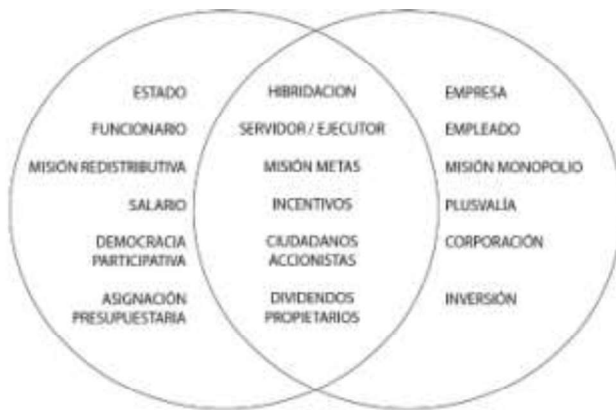 ESTADO HIBRIDACION EMPRESA
FUNCIONARIO SERVIDOR / EJECUTOR EMPLEADO
MISIÓN REDISTRIBUTIVA MISIÓN METAS MISIÓN MONOPOLIO
SALARIO INCENTIVOS PLUSVALÍA
DEMOCRACIA CIUDADANOS CORPORACIÓN
PARTICIPATIVA ACCIONISTAS
ASIGNACIÓN DIVIDENDOS INVERSIÓN
PRESUPUESTARIA PROPIETARIOS